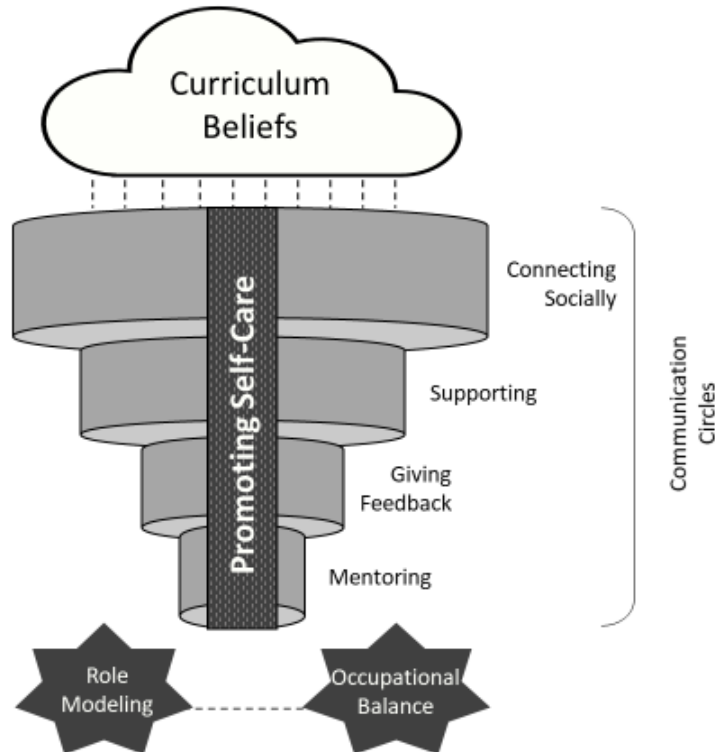 Curriculum
Beliefs
Connecting
Socially
Supporting
Giving
Feedback
Mentoring
Promoting Self-Care
Communication
Circles
Role
Modeling
Occupational
Balance